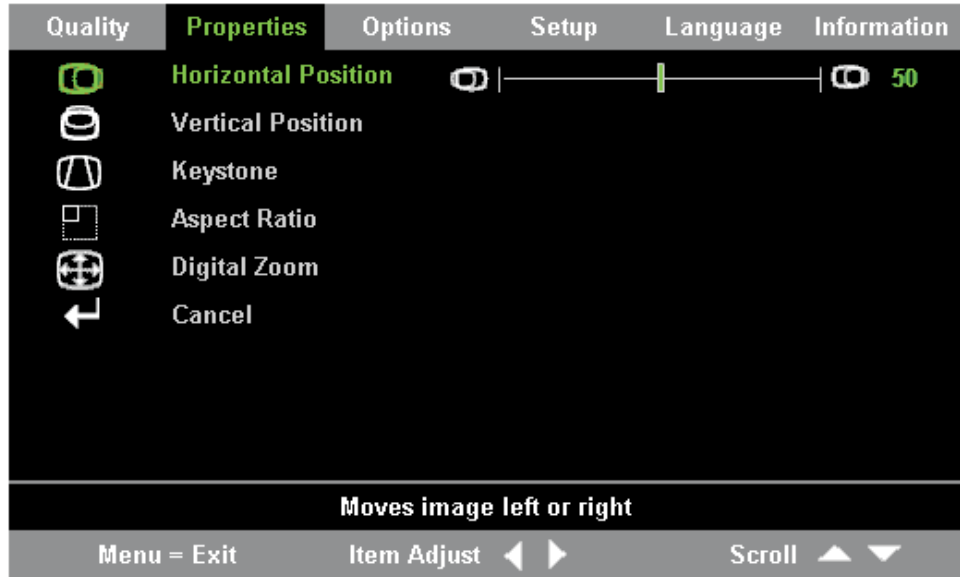 Quality Properties Options Setup Language Information
Horizontal Position 50
Vertical Position
Keystone
Aspect Ratio
Digital Zoom
Cancel
Moves image left or right
Menu = Exit Item Adjust Scroll